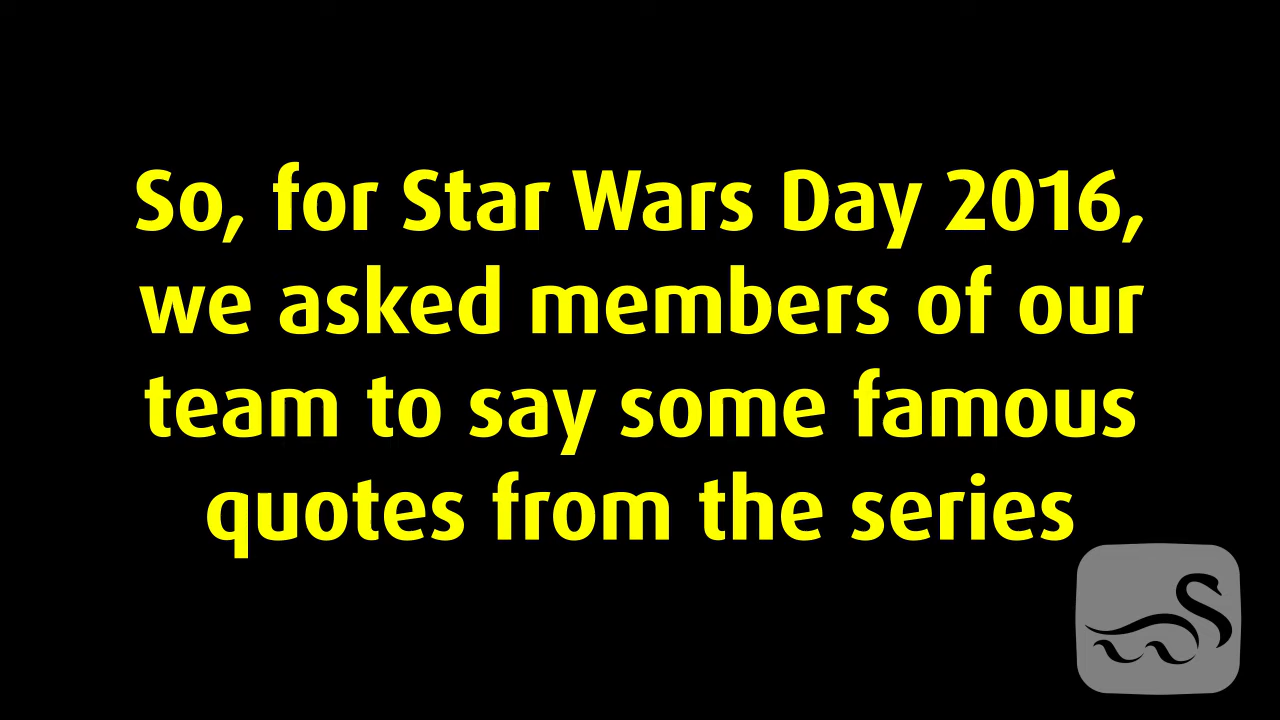 So, for Star Wars Day 2016,
we asked members of our
team to say some famous
quotes from the series